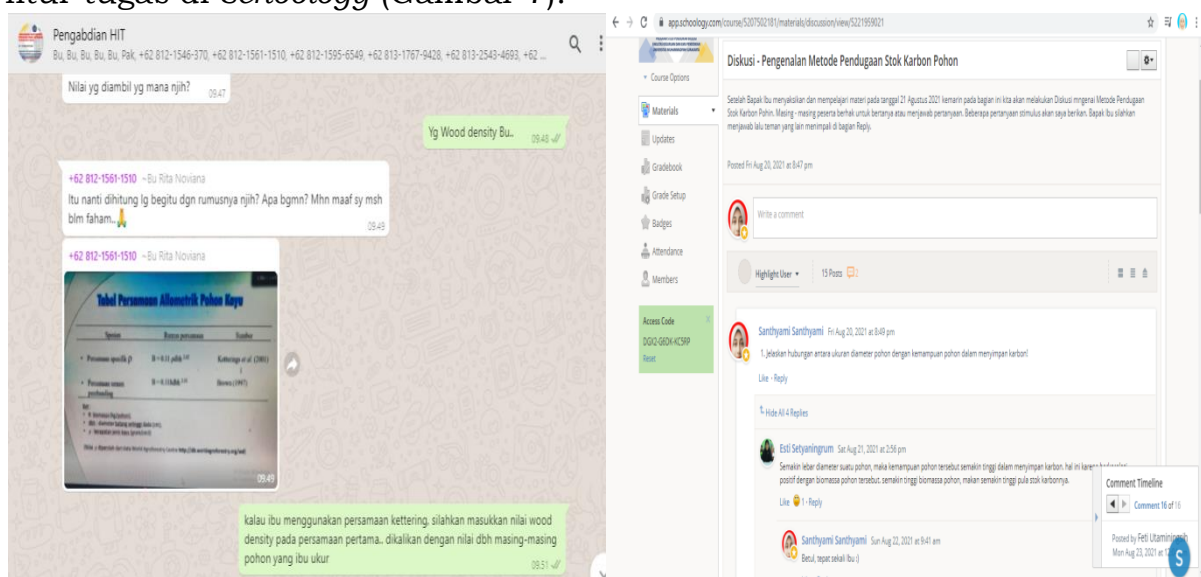 Pengabdian HIT
Bu, Bu, Bu, Bu, Bu, Pak, +62 812-1546-370, +62 812-1561-1510, +62 812-1595-6549, +62 813-1767-9428, +62 813-2543-4693, +62 ...
Nilai yg diambil yg mana njih?
09.47
Yg Wood density Bu..
09.48
+62 812-1561-1510 ~Bu Rita Noviana
Itu nanti dihitung lg begitu dgn rumusnya njih? Apa bgmn? Mhn maaf sy msh
blm faham..🙏
09.49
+62 812-1561-1510 ~Bu Rita Noviana
Tabel Persamaan Allometrik Pohon Kayu
Ketterings et al. (2001)
Brown (1997)
09.49
kalau ibu menggunakan persamaan kettering. silahkan masukkan nilai wood
density pada persamaan pertama.. dikalikan dengan nilai dbh masing-masing
pohon yang ibu ukur
09.51
app.schoology.com/course/5207502181/materials/discussion/view/5221959021
Course Options
Materials
Updates
Gradebook
Grade Setup
Badges
Attendance
Members
Access Code
Reset
Diskusi - Pengenalan Metode Pendugaan Stok Karbon Pohon
Setelah Bapak Ibu menyaksikan dan mempelajari materi pada tanggal 21 Agustus 2021 kemarin pada bagian ini kita akan melakukan Diskusi mngenai Metode Pendugaan
Stok Karbon Pohin. Masing - masing peserta berhak untuk bertanya atau menjawab pertanyaan. Beberapa pertanyaan stimulus akan saya berikan. Bapak Ibu silahkan
menjawab lalu teman yang lain menimpali di bagian Reply.
Posted Fri Aug 20, 2021 at 8:47 pm
Write a comment
Highlight User 15 Posts
Santhyami Santhyami Fri Aug 20, 2021 at 8:49 pm
1. Jelaskan hubungan antara ukuran diameter pohon dengan kemampuan pohon dalam menyimpan karbon!
Like · Reply
Hide All 4 Replies
Esti Setyaningrum Sat Aug 21, 2021 at 2:56 pm
Semakin lebar diameter suatu pohon, maka kemampuan pohon tersebut semakin tinggi dalam menyimpan karbon. hal ini
positif dengan biomassa pohon tersebut. semakin tinggi biomassa pohon, makan semakin tinggi pula stok karbonnya.
Like 1 · Reply
Santhyami Santhyami Sun Aug 22, 2021 at 9:41 am
Betul, tepat sekali Ibu :)
Comment Timeline
Comment 16 of 16
Posted by Feti
Mon Aug 23, 2021 at
S